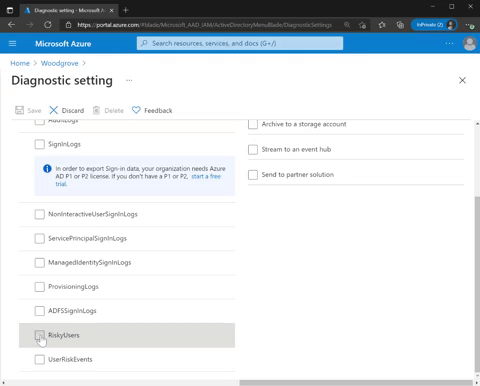 Diagnostic setting - Microsoft A
https://portal.azure.com/#blade/Microsoft_AAD_IAM/ActiveDirectoryMenuBlade/DiagnosticSettings
InPrivate (2)
Microsoft Azure
Search resources, services, and docs (G+/)
Home > Woodgrove >
Diagnostic setting ...
Save
Discard
Delete
Feedback
AuditLogs
SignInLogs
In order to export Sign-in data, your organization needs Azure
AD P1 or P2 license. If you don't have a P1 or P2, start a free
trial.
NonInteractiveUserSignInLogs
ServicePrincipalSignInLogs
ManagedIdentitySignInLogs
ProvisioningLogs
ADFSSignInLogs
RiskyUsers
UserRiskEvents
Archive to a storage account
Stream to an event hub
Send to partner solution